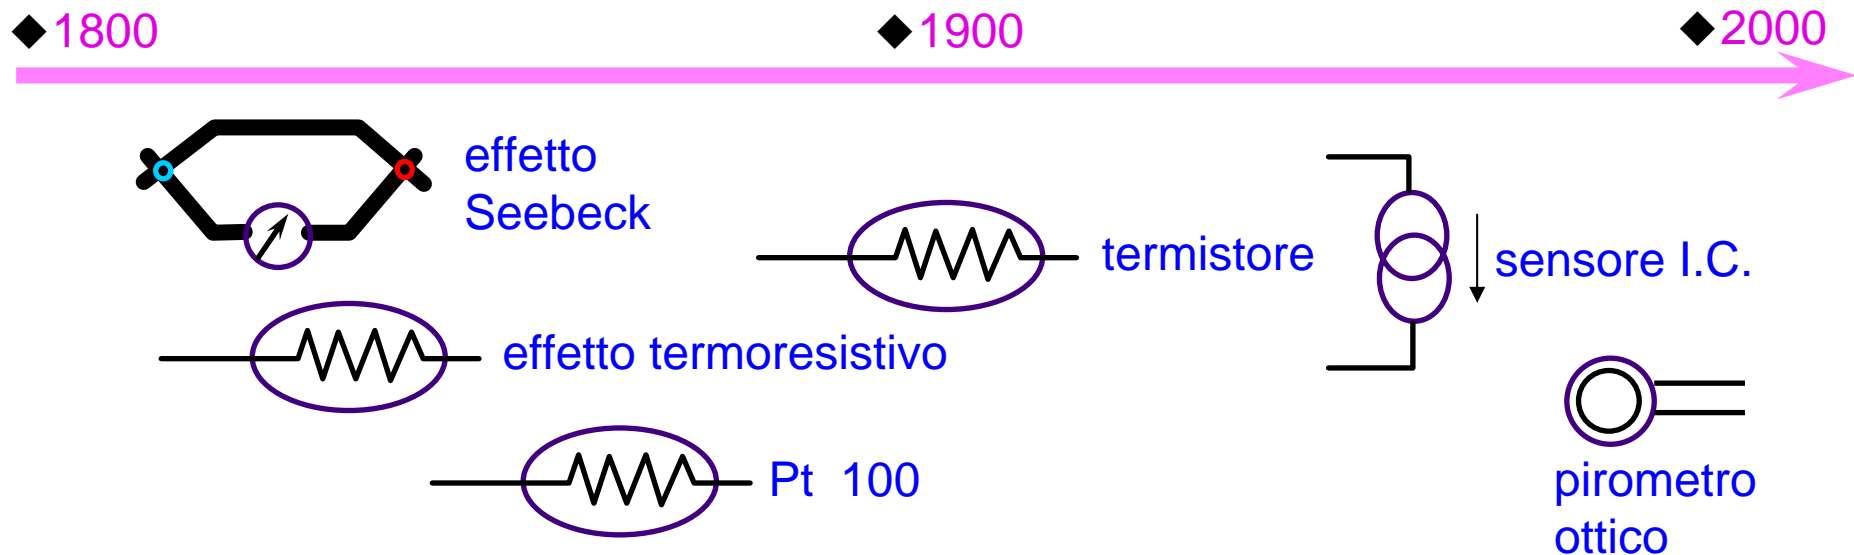 1800
1900
2000
effetto
Seebeck
effetto termoresistivo
Pt 100
termistore
sensore I.C.
pirometro
ottico